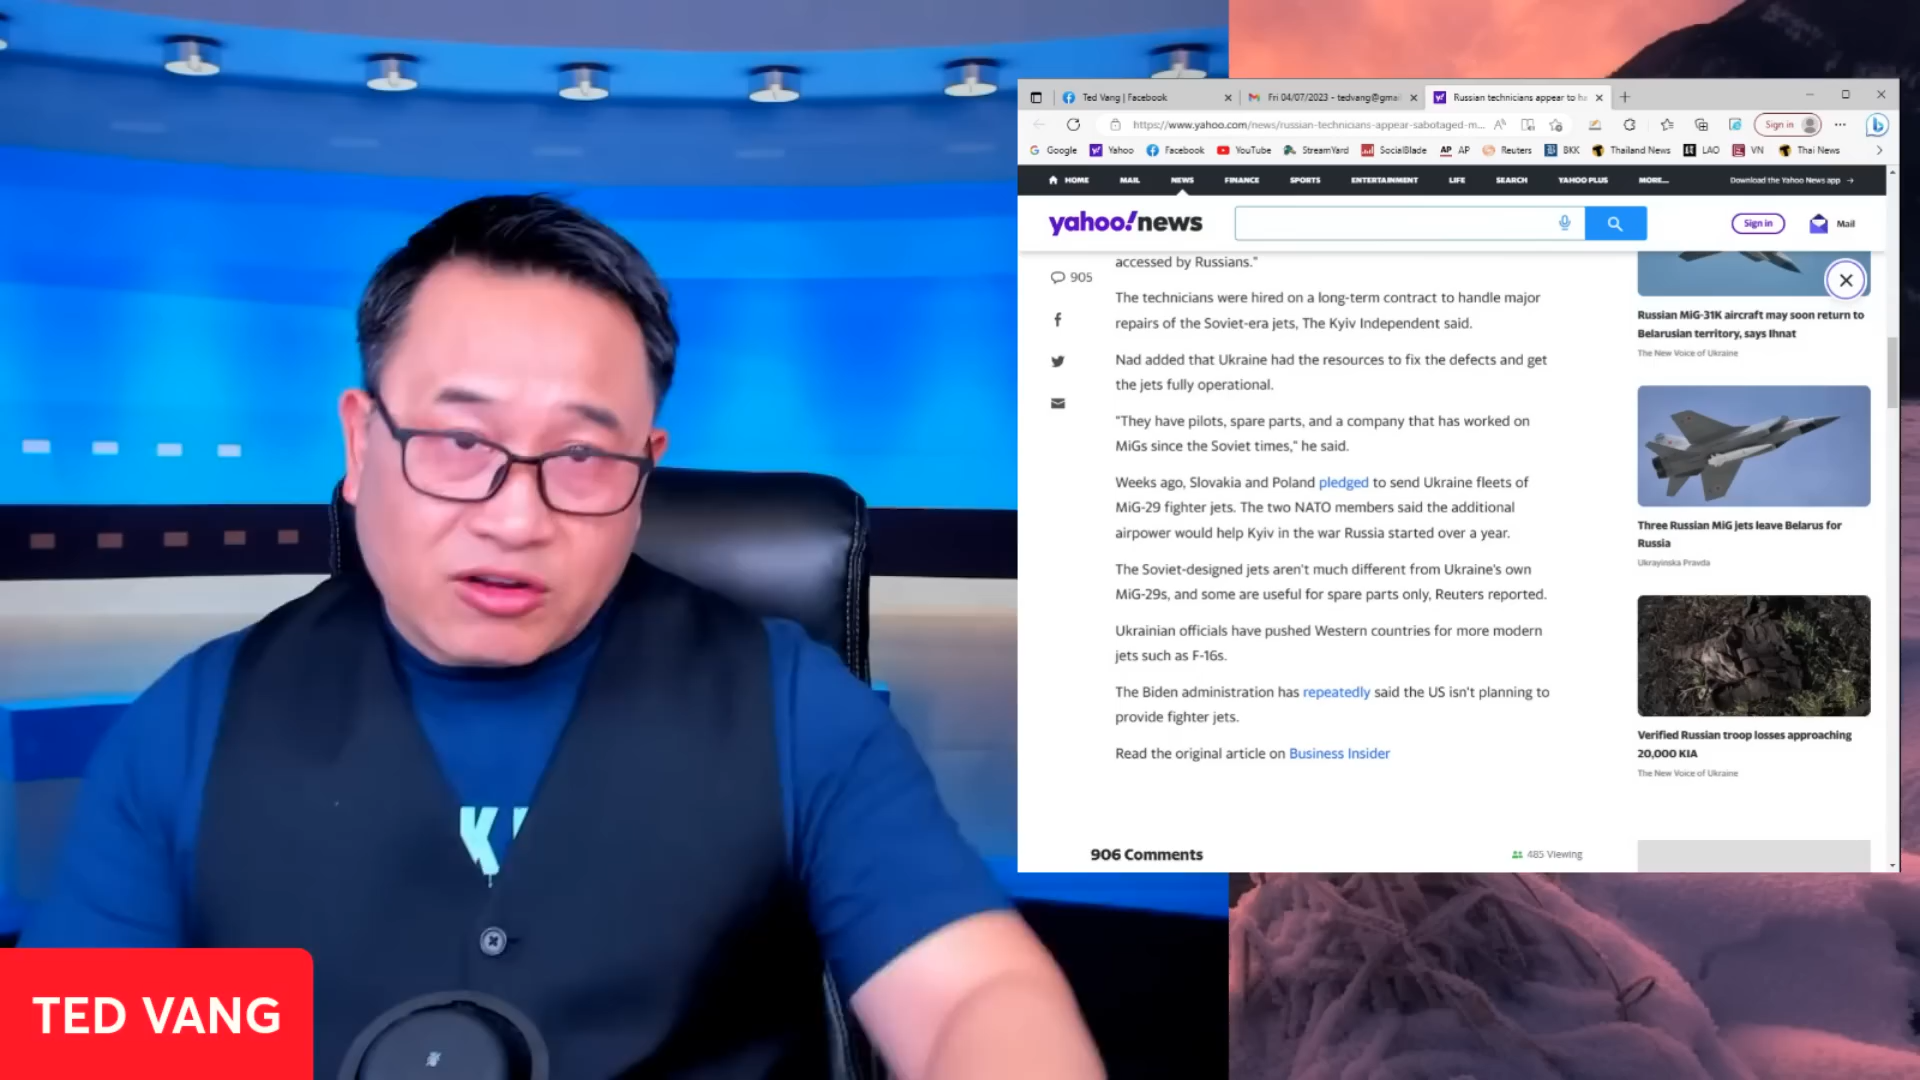 Ted Vang | Facebook
Fri 04/07/2023 - tedvang@gmai
Russian technicians appear to ha
https://www.yahoo.com/news/russian-technicians-appear-sabotaged-m...
Sign in
Google
Yahoo
Facebook
YouTube
StreamYard
SocialBlade
AP AP
Reuters
BKK
Thailand News
LAO
VN
Thai News
HOME
MAIL
NEWS
FINANCE
SPORTS
ENTERTAINMENT
LIFE
SEARCH
YAHOO PLUS
MORE...
Download the Yahoo News app →
yahoo!news
Sign in
Mail
905
accessed by Russians."
The technicians were hired on a long-term contract to handle major
repairs of the Soviet-era jets, The Kyiv Independent said.
Nad added that Ukraine had the resources to fix the defects and get
the jets fully operational.
"They have pilots, spare parts, and a company that has worked on
MiGs since the Soviet times," he said.
Weeks ago, Slovakia and Poland pledged to send Ukraine fleets of
MiG-29 fighter jets. The two NATO members said the additional
airpower would help Kyiv in the war Russia started over a year.
The Soviet-designed jets aren't much different from Ukraine's own
MiG-29s, and some are useful for spare parts only, Reuters reported.
Ukrainian officials have pushed Western countries for more modern
jets such as F-16s.
The Biden administration has repeatedly said the US isn't planning to
provide fighter jets.
Read the original article on Business Insider
906 Comments
485 Viewing
Russian MiG-31K aircraft may soon return to
Belarusian territory, says Ihnat
The New Voice of Ukraine
Three Russian MiG jets leave Belarus for
Russia
Ukrayinska Pravda
Verified Russian troop losses approaching
20,000 KIA
The New Voice of Ukraine
TED VANG